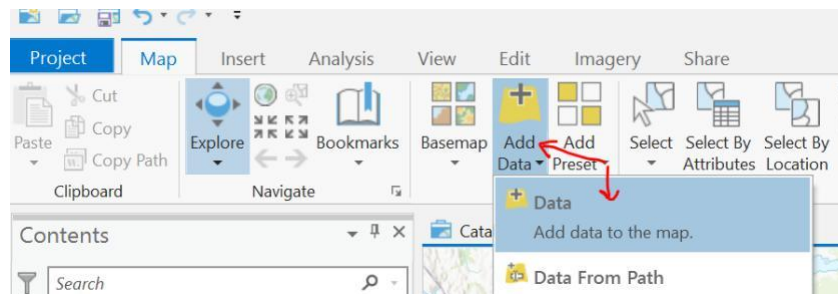 Project Map Insert Analysis View Edit Imagery Share
Paste
Cut
Copy
Copy Path
Clipboard
Explore
Bookmarks
Navigate
Basemap
Add
Data
Add
Preset
Select
Select By
Attributes
Select By
Location
Data
Add data to the map.
Data From Path
Contents
Cata
Search